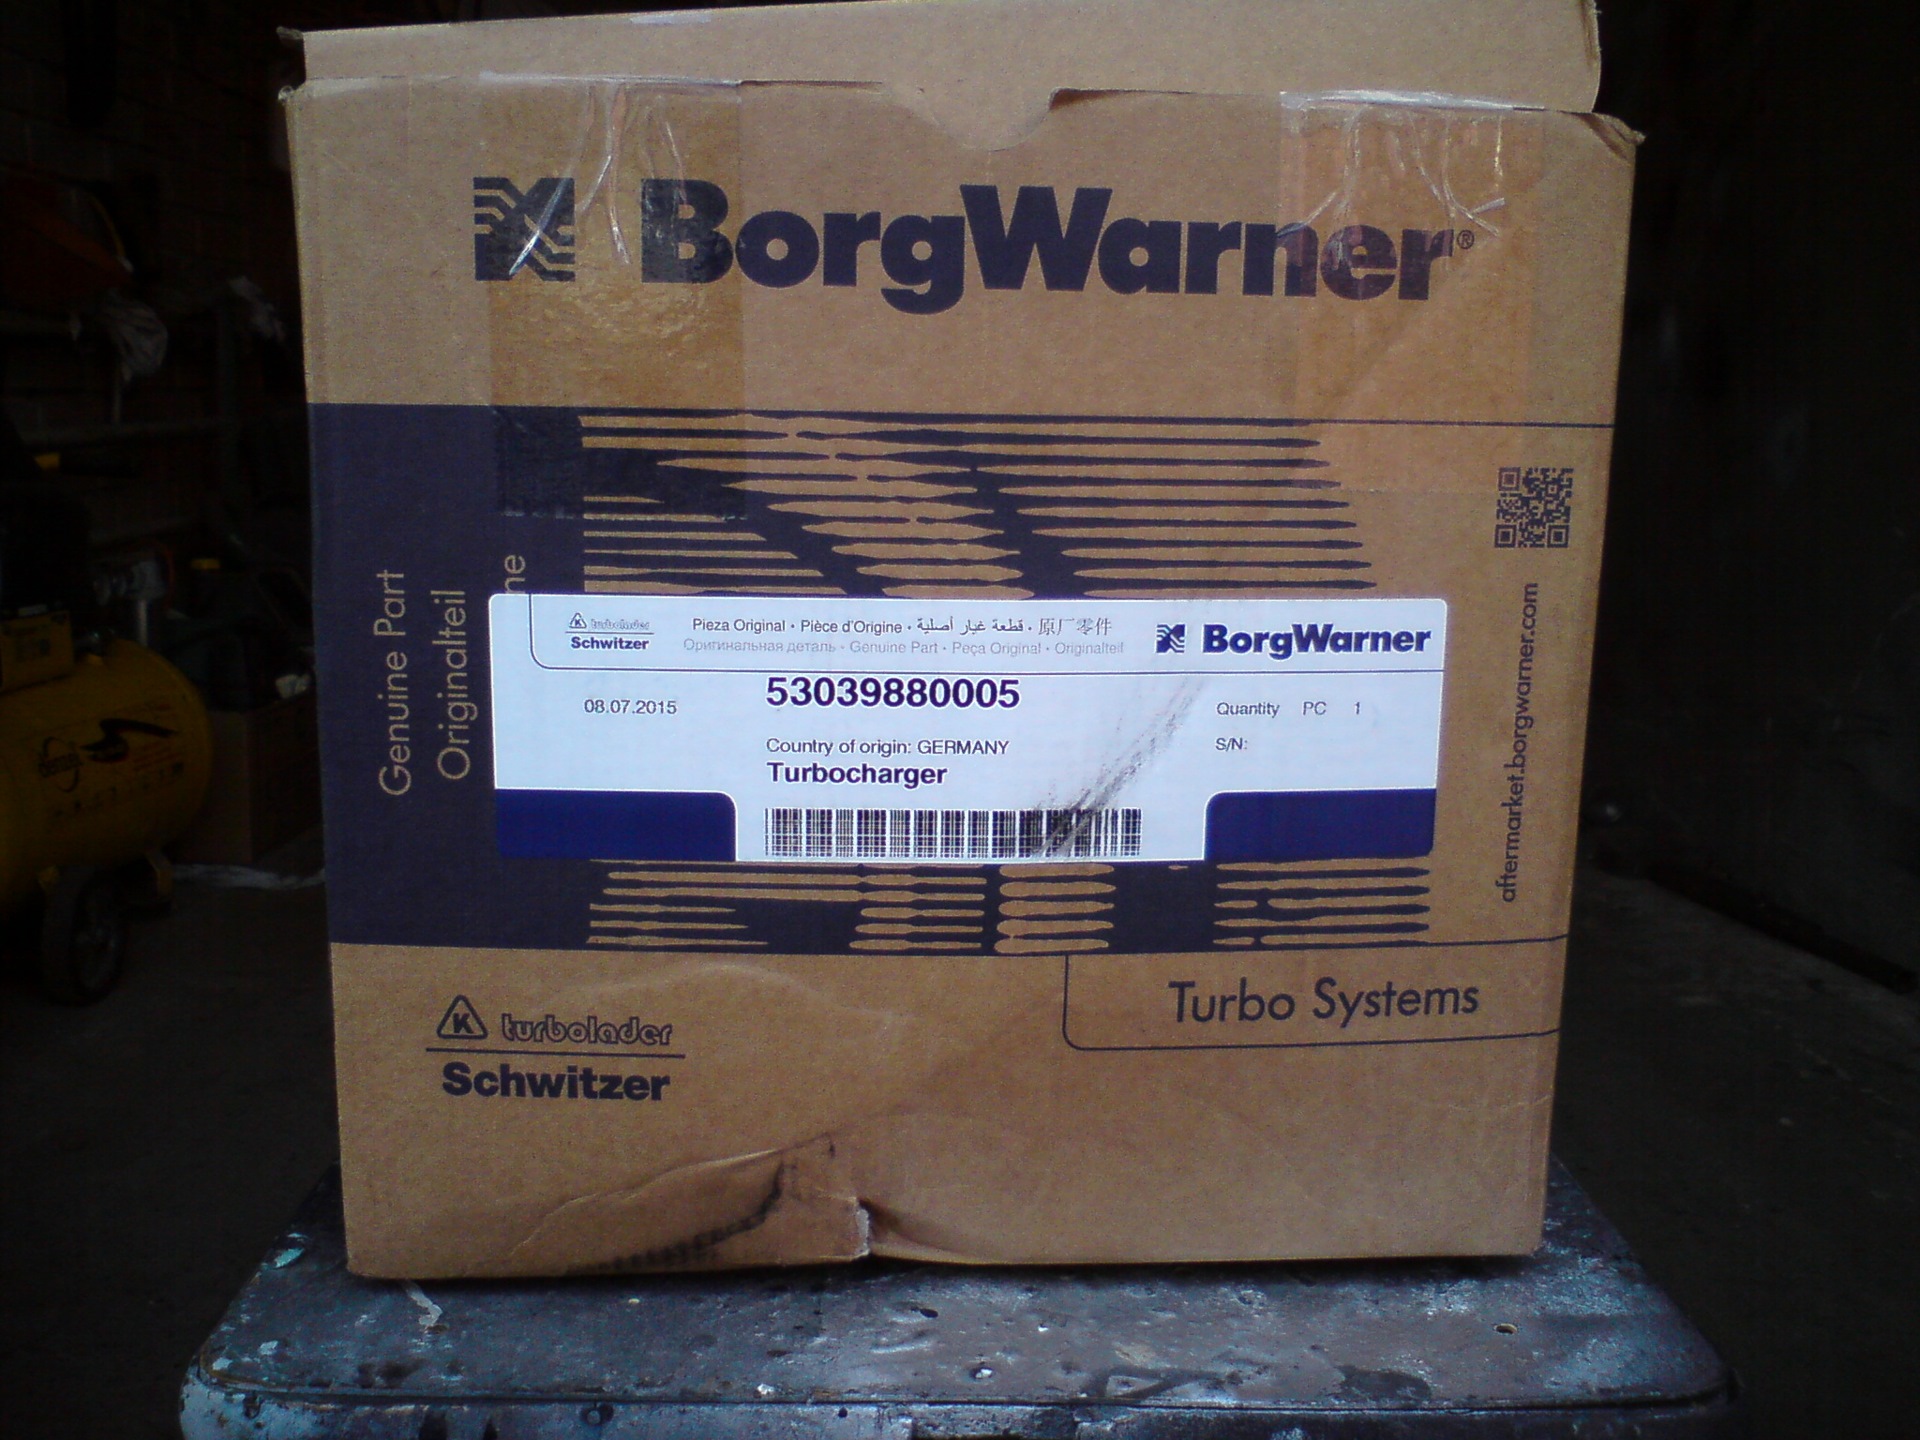 BorgWarner®
Genuine Part
Originalteil
ne
K turbolader
Schwitzer
Pieza Original · Pièce d'Origine · قطعة غيار أصلية · 原厂零件
Оригинальная деталь · Genuine Part · Peça Original · Originalteil
BorgWarner
08.07.2015
53039880005
Quantity PC 1
Country of origin: GERMANY
S/N:
Turbocharger
aftermarket.borgwarner.com
Turbo Systems
K turbolader
Schwitzer